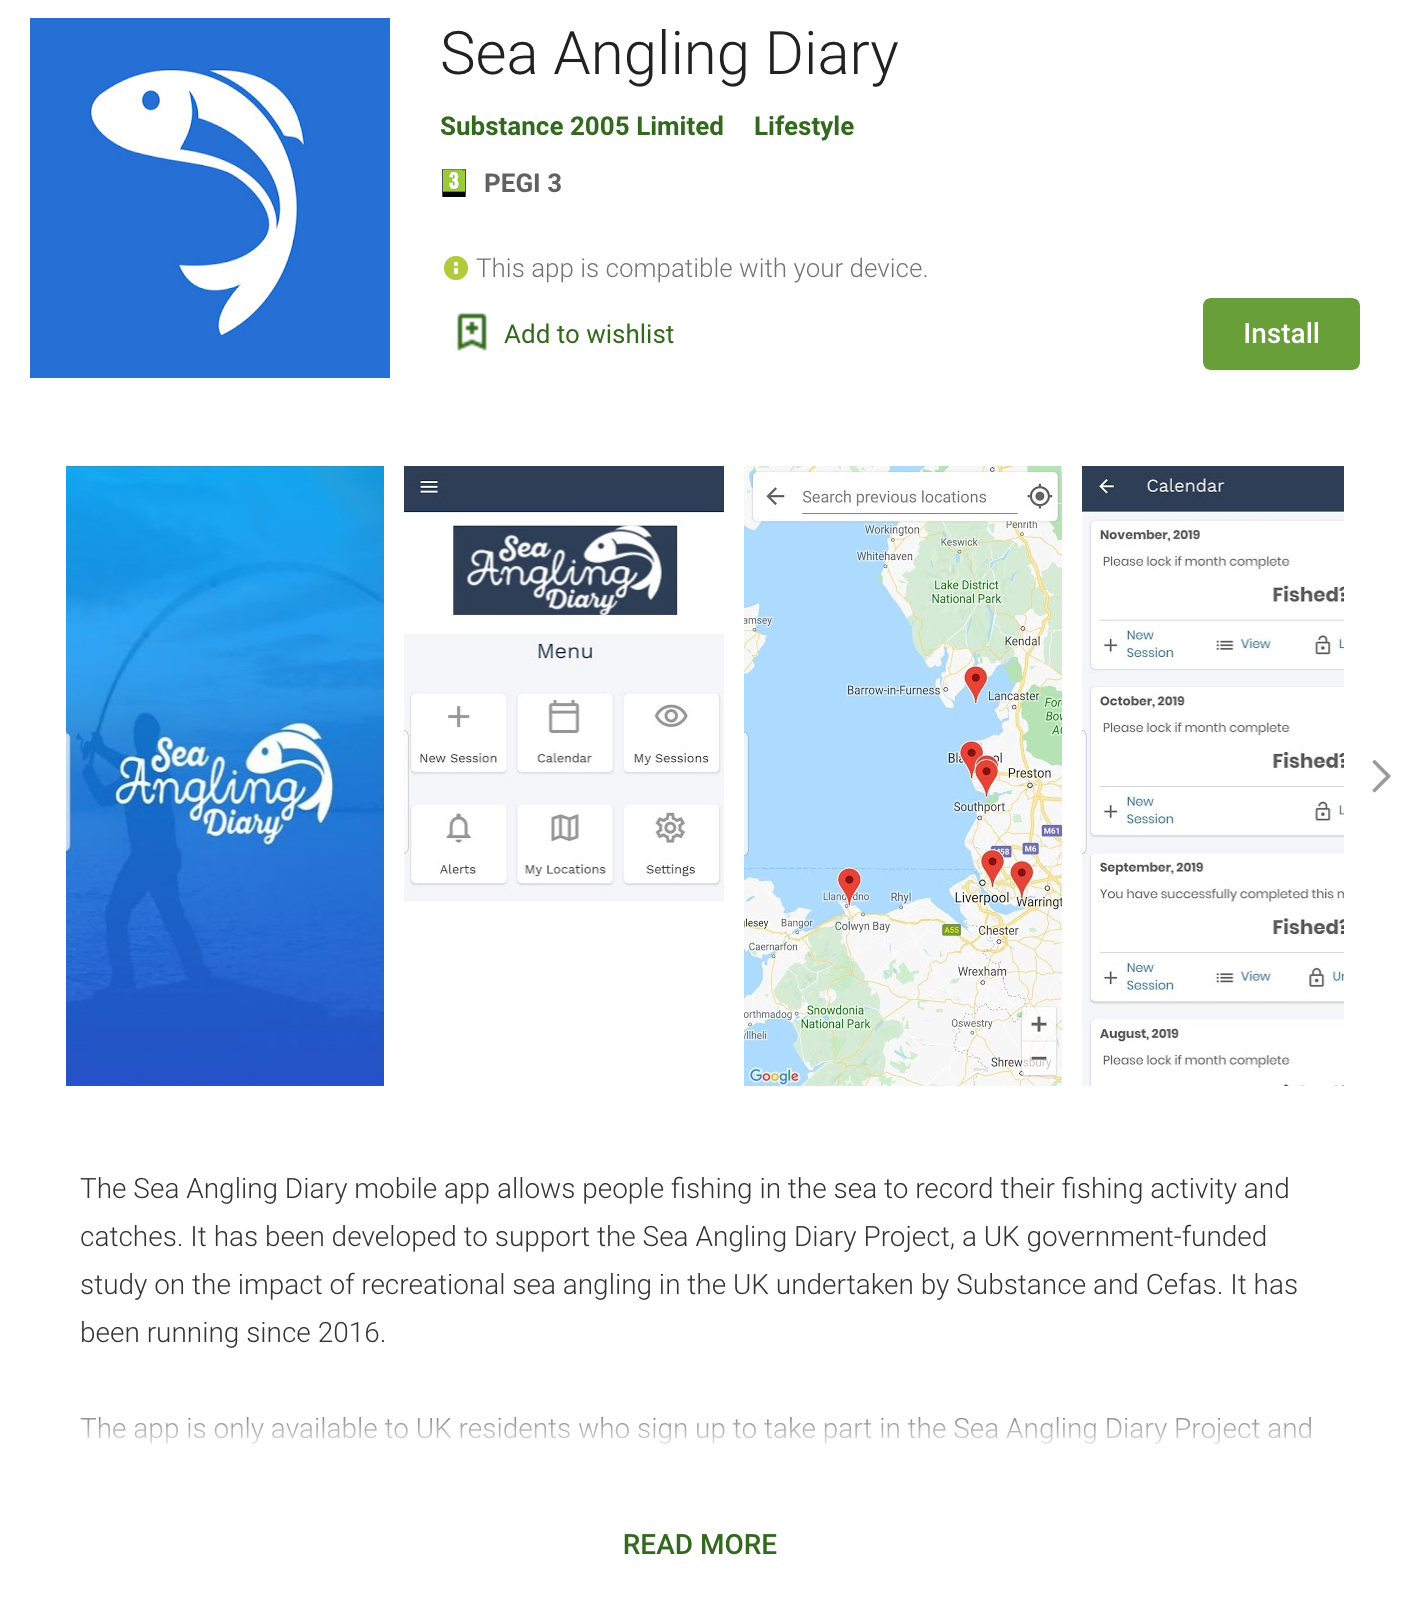 Sea Angling Diary
Substance 2005 Limited Lifestyle
3 PEGI 3
This app is compatible with your device.
Add to wishlist
Install
Sea
Angling
Diary
Sea
Angling
Diary
Menu
New Session
Calendar
My Sessions
Alerts
My Locations
Settings
Search previous locations
Workington
Penrith
Keswick
Whitehaven
Lake District
National Park
amsey
Kendal
Barrow-in-Furness
Lancaster
Preston
Southport
M61
M6
Liverpool
Warringt
Rhyl
lesey
Bangor
Colwyn Bay
A55
Chester
Caernarfon
Wrexham
orthmadog
Snowdonia
National Park
Oswestry
llheli
Shrewsbury
Google
Calendar
November, 2019
Please lock if month complete
Fished?
New
Session
View
L
October, 2019
Please lock if month complete
Fished?
New
Session
L
September, 2019
You have successfully completed this n
Fished?
New
Session
View
Ur
August, 2019
Please lock if month complete
The Sea Angling Diary mobile app allows people fishing in the sea to record their fishing activity and
catches. It has been developed to support the Sea Angling Diary Project, a UK government-funded
study on the impact of recreational sea angling in the UK undertaken by Substance and Cefas. It has
been running since 2016.
The app is only available to UK residents who sign up to take part in the Sea Angling Diary Project and
READ MORE